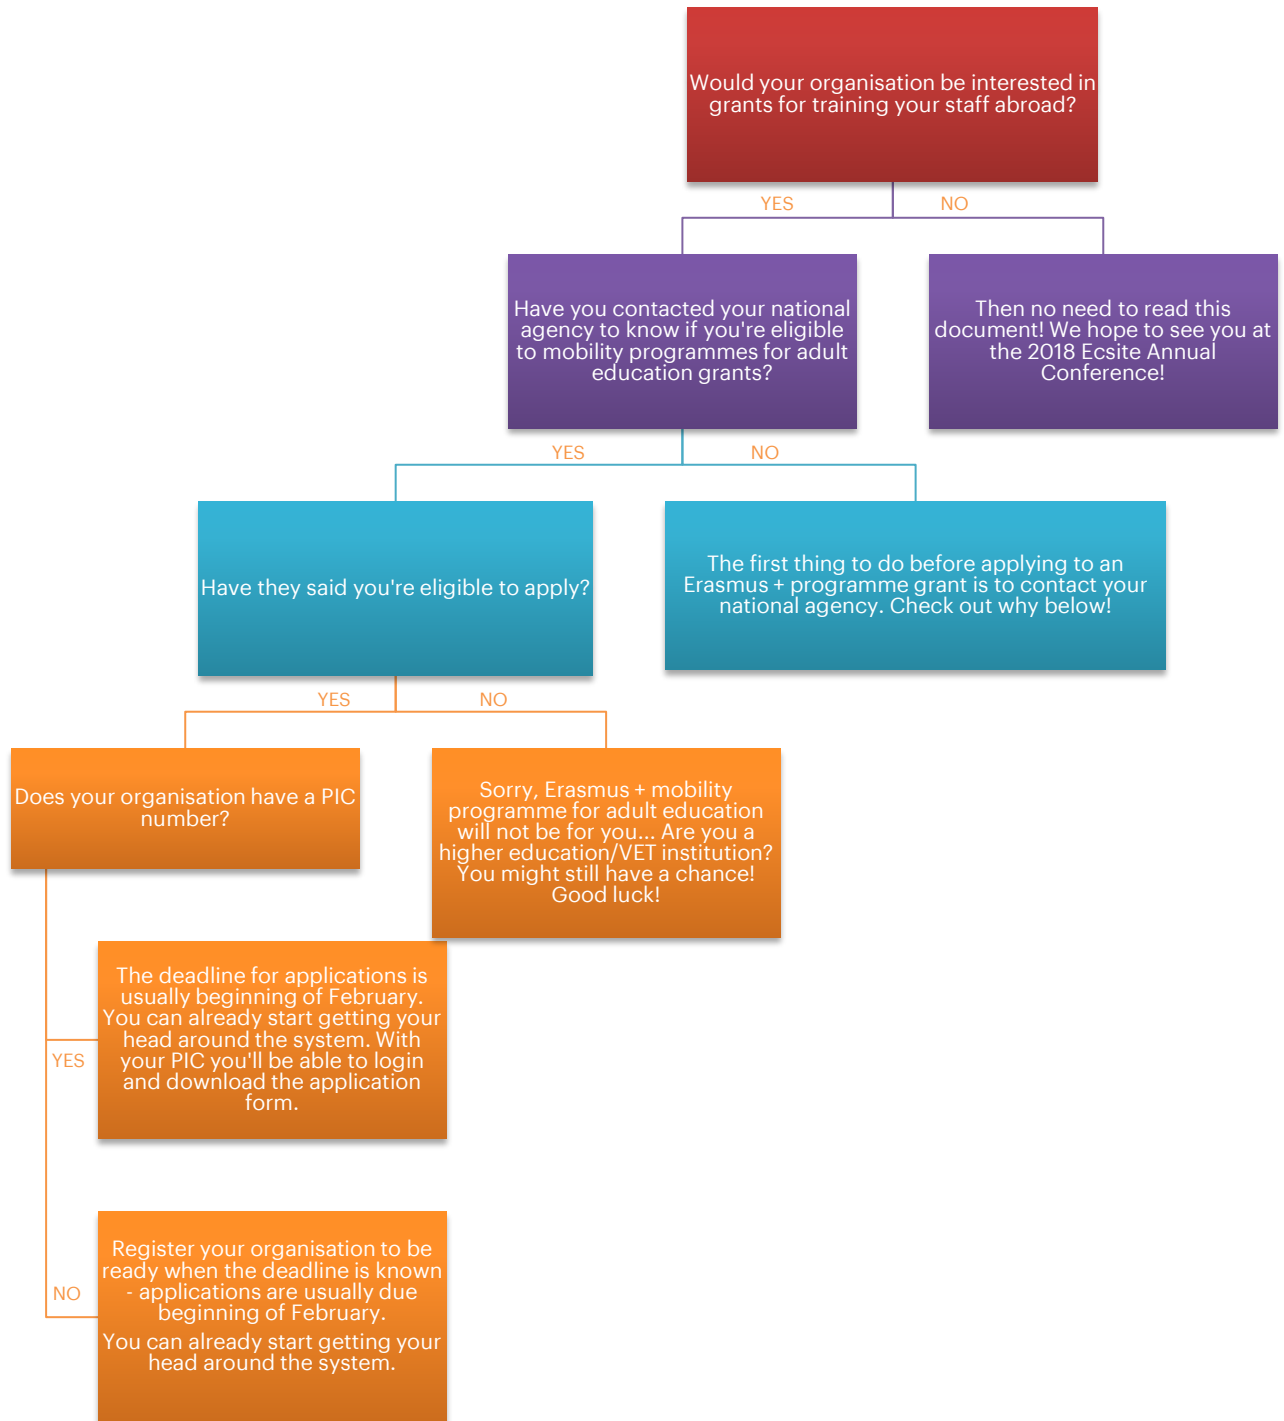 Would your organisation be interested in
grants for training your staff abroad?
YES
NO
Have you contacted your national
agency to know if you're eligible
to mobility programmes for adult
education grants?
Then no need to read this
document! We hope to see you at
the 2018 Ecsite Annual
Conference!
YES
NO
Have they said you're eligible to apply?
The first thing to do before applying to an
Erasmus + programme grant is to contact your
national agency. Check out why below!
YES
NO
Does your organisation have a PIC
number?
Sorry, Erasmus + mobility
programme for adult education
will not be for you... Are you a
higher education/VET institution?
You might still have a chance!
Good luck!
YES
The deadline for applications is
usually beginning of February.
You can already start getting your
head around the system. With
your PIC you'll be able to login
and download the application
form.
NO
Register your organisation to be
ready when the deadline is known
- applications are usually due
beginning of February.
You can already start getting your
head around the system.